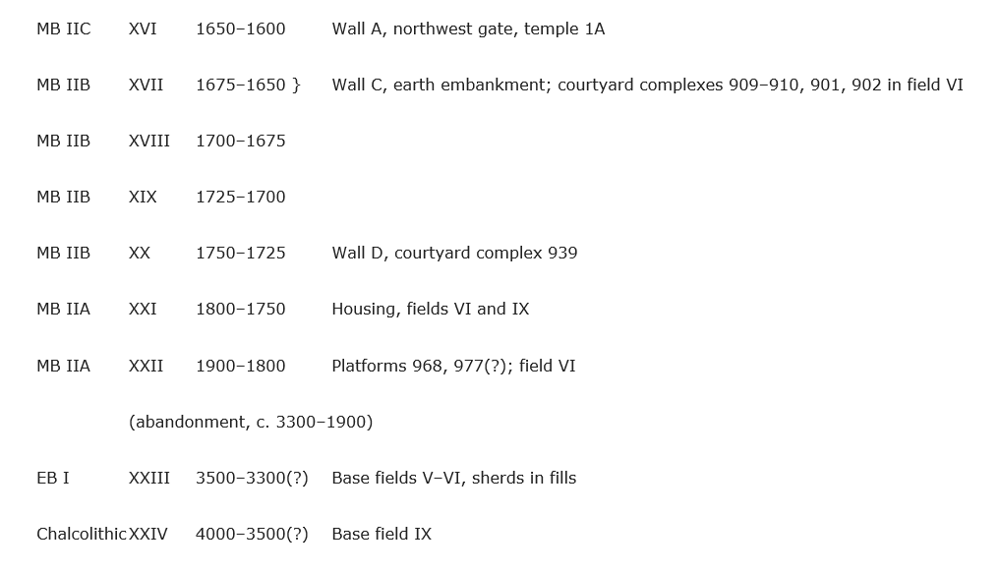 MB IIC XVI 1650–1600 Wall A, northwest gate, temple 1A
MB IIB XVII 1675–1650 } Wall C, earth embankment; courtyard complexes 909–910, 901, 902 in field VI
MB IIB XVIII 1700–1675
MB IIB XIX 1725–1700
MB IIB XX 1750–1725 Wall D, courtyard complex 939
MB IIA XXI 1800–1750 Housing, fields VI and IX
MB IIA XXII 1900–1800 Platforms 968, 977(?); field VI
(abandonment, c. 3300–1900)
EB I XXIII 3500–3300(?) Base fields V–VI, sherds in fills
Chalcolithic XXIV 4000–3500(?) Base field IX